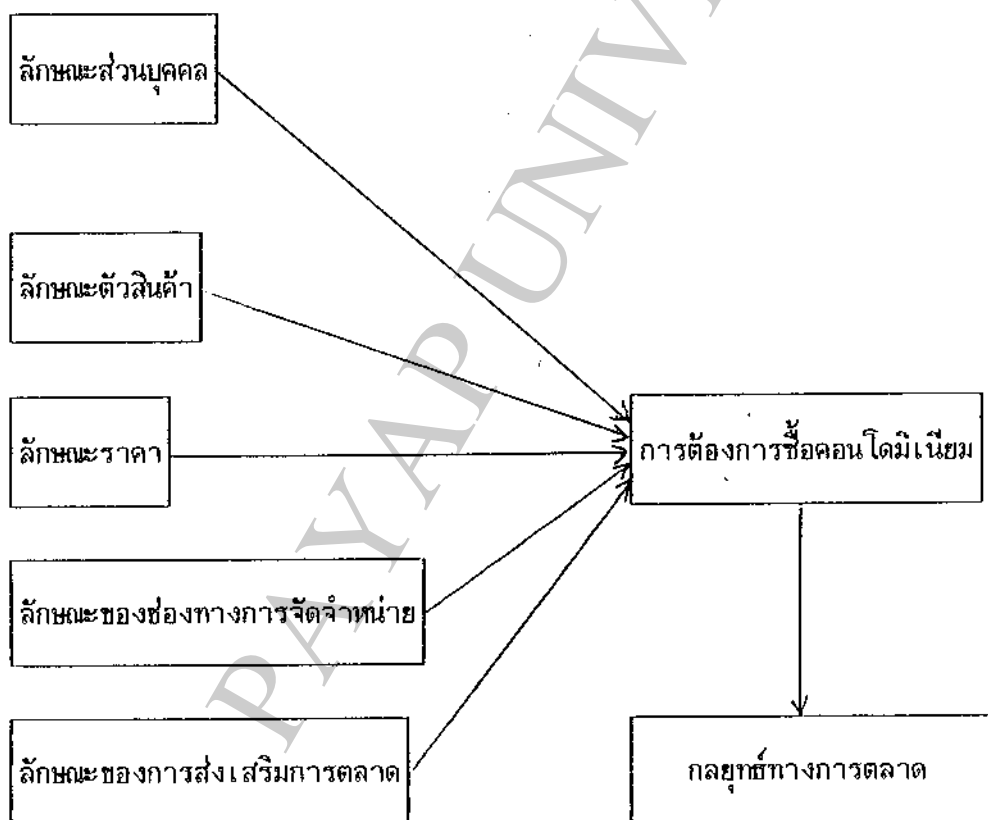 ลักษณะส่วนบุคคล
ลักษณะตัวสินค้า
ลักษณะราคา
การต้องการซื้อคอนโดมิเนียม
ลักษณะของช่องทางการจัดจำหน่าย
ลักษณะของการส่งเสริมการตลาด
กลยุทธ์ทางการตลาด
PAYAP UNIV